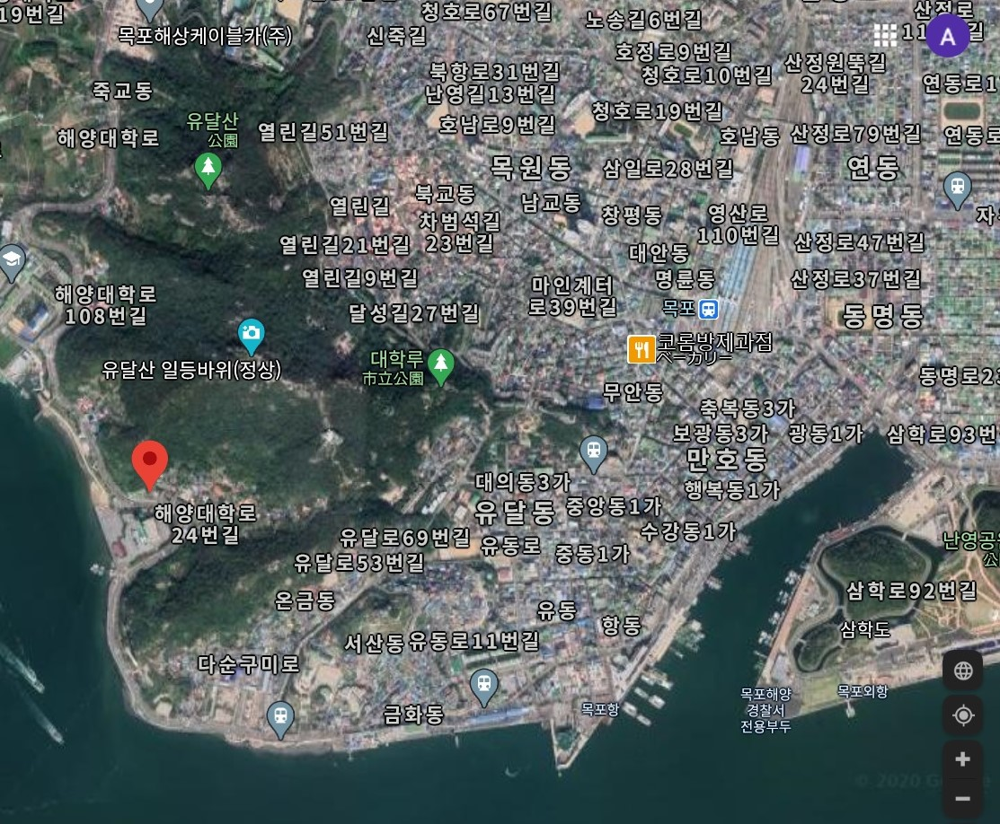 19번길
청호로67번길
노송길6번길
산정로
목포해상케이블카(주)
신죽길
A
호정로9번길
청호로10번길
산정원뚝길
24번길
북항로31번길
난영길13번길
죽교동
연동로1
청호로19번길
유달산
公園
열린길51번길
호남로9번길
호남동
산정로79번길
해양대학로
목원동
삼일로28번길
연동
북교동
남교동
열린길
창평동
영산로
110번길
차범석길
23번길
열린길21번길
대안동
산정로47번길
열린길9번길
마인계터
로39번길
명륜동
산정로37번길
해양대학로
108번길
달성길27번길
목포
동명동
코롬방제과점
ベーカリー
유달산 일등바위(정상)
대학루
市立公園
동명로2
무안동
축복동3가
보광동3가
광동1가
삼학로93번
만호동
대의동3가
행복동1가
유달동
중앙동1가
해양대학로
24번길
수강동1가
유달로69번길
유동로
중동1가
난영공
유달로53번길
온금동
삼학로92번길
유동
항동
삼학도
서산동
유동로11번길
다순구미로
목포해양
경찰서
전용부두
목포외항
금화동
목포항
© 2020 G